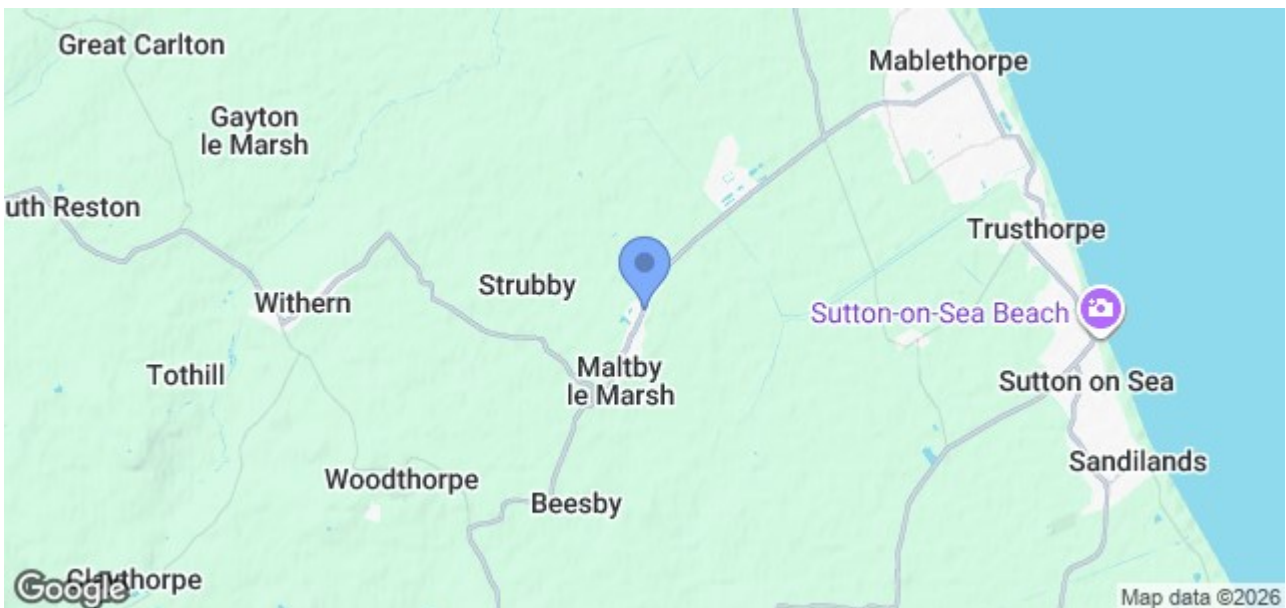 Great Carlton
Mablethorpe
Gayton
le Marsh
uth Reston
Trusthorpe
Strubby
Withern
Sutton-on-Sea Beach
Maltby
le Marsh
Tothill
Sutton on Sea
Sandilands
Woodthorpe
Beesby
Claythorpe
Google
Map data ©2026